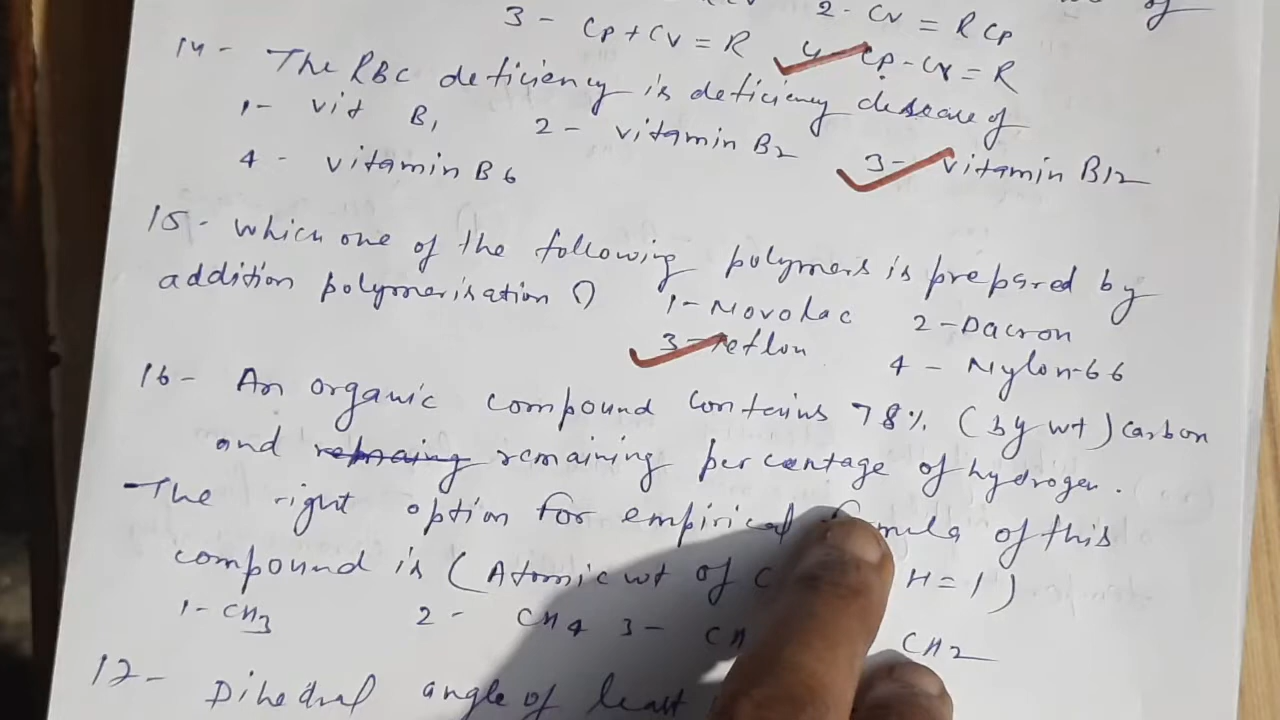 2- Cv = R Cp of
3- Cp + Cv = R 4 Cp - Cv = R
14- The RBC deficiency is deficiency disease of
1- vit B1 2- vitamin B2 3- vitamin B12
4- vitamin B6
15- which one of the following polymers is prepared by
addition polymerisation ?) 1- Novolac 2- Dacron
3- Teflon 4- Nylon-66
16- An organic compound contains 78% (by wt) carbon
and remaining percentage of hydrogen.
The right option for empirical of this
compound is (Atomic wt of C H = 1)
1- CH3 2- CH4 3- CH CH2
17- Dihedral angle of least